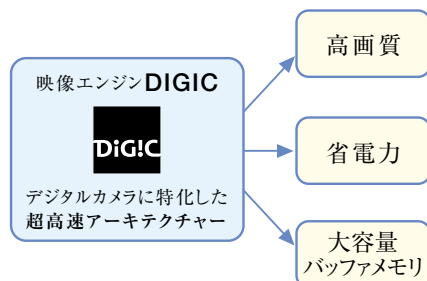 映像エンジンDIGIC
DiG!C
デジタルカメラに特化した
超高速アーキテクチャー
高画質
省電力
大容量
バッファメモリ